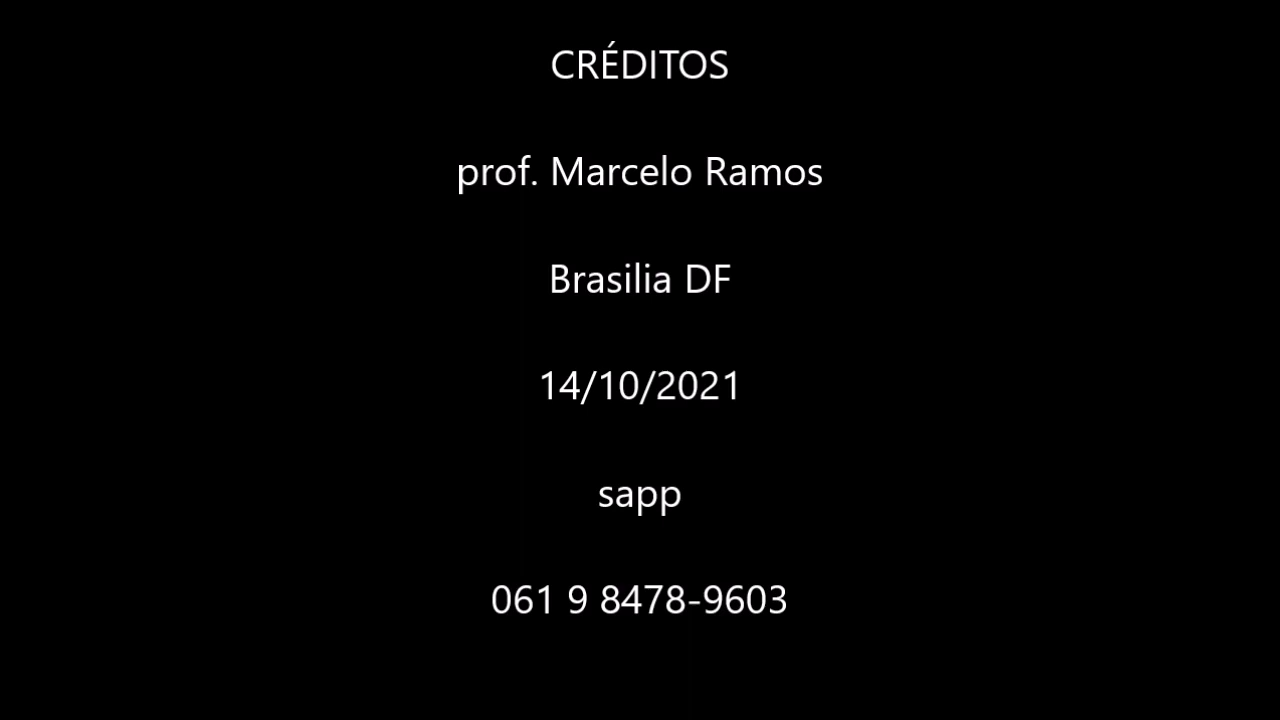 CRÉDITOS
prof. Marcelo Ramos
Brasilia DF
14/10/2021
sapp
061 9 8478-9603